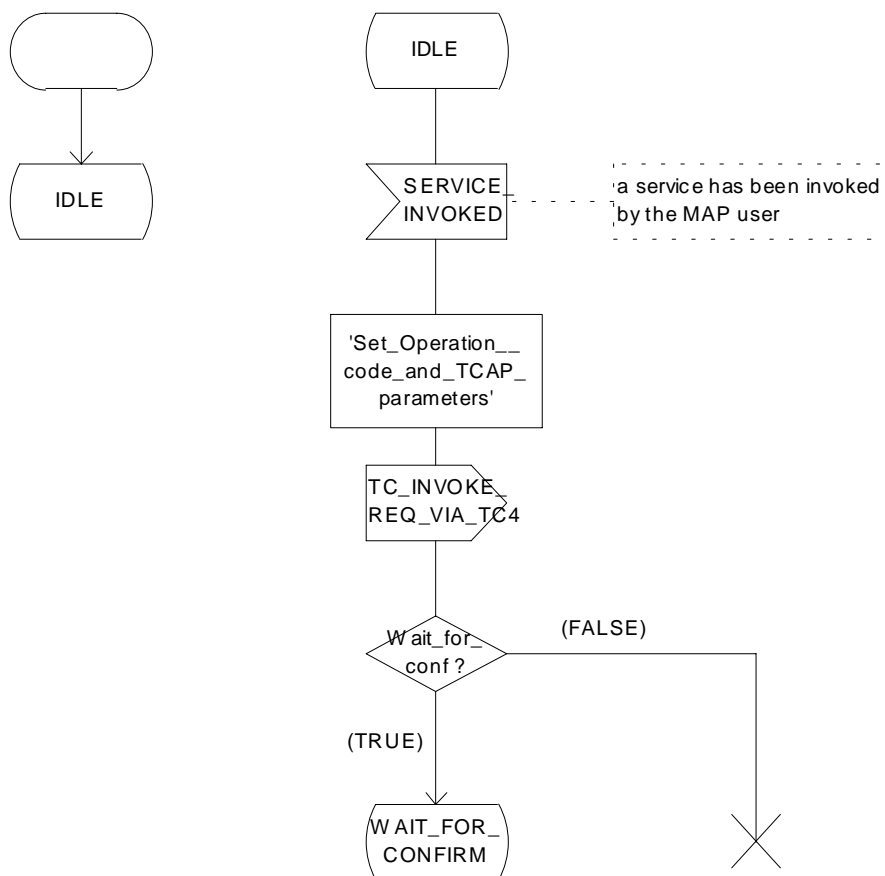 IDLE
IDLE
SERVICE_
INVOKED
a service has been invoked
by the MAP user
'Set_Operation__
code_and_TCAP_
parameters'
TC_INVOKE_
REQ_VIA_TC4
Wait_for_
conf ?
(FALSE)
(TRUE)
WAIT_FOR_
CONFIRM